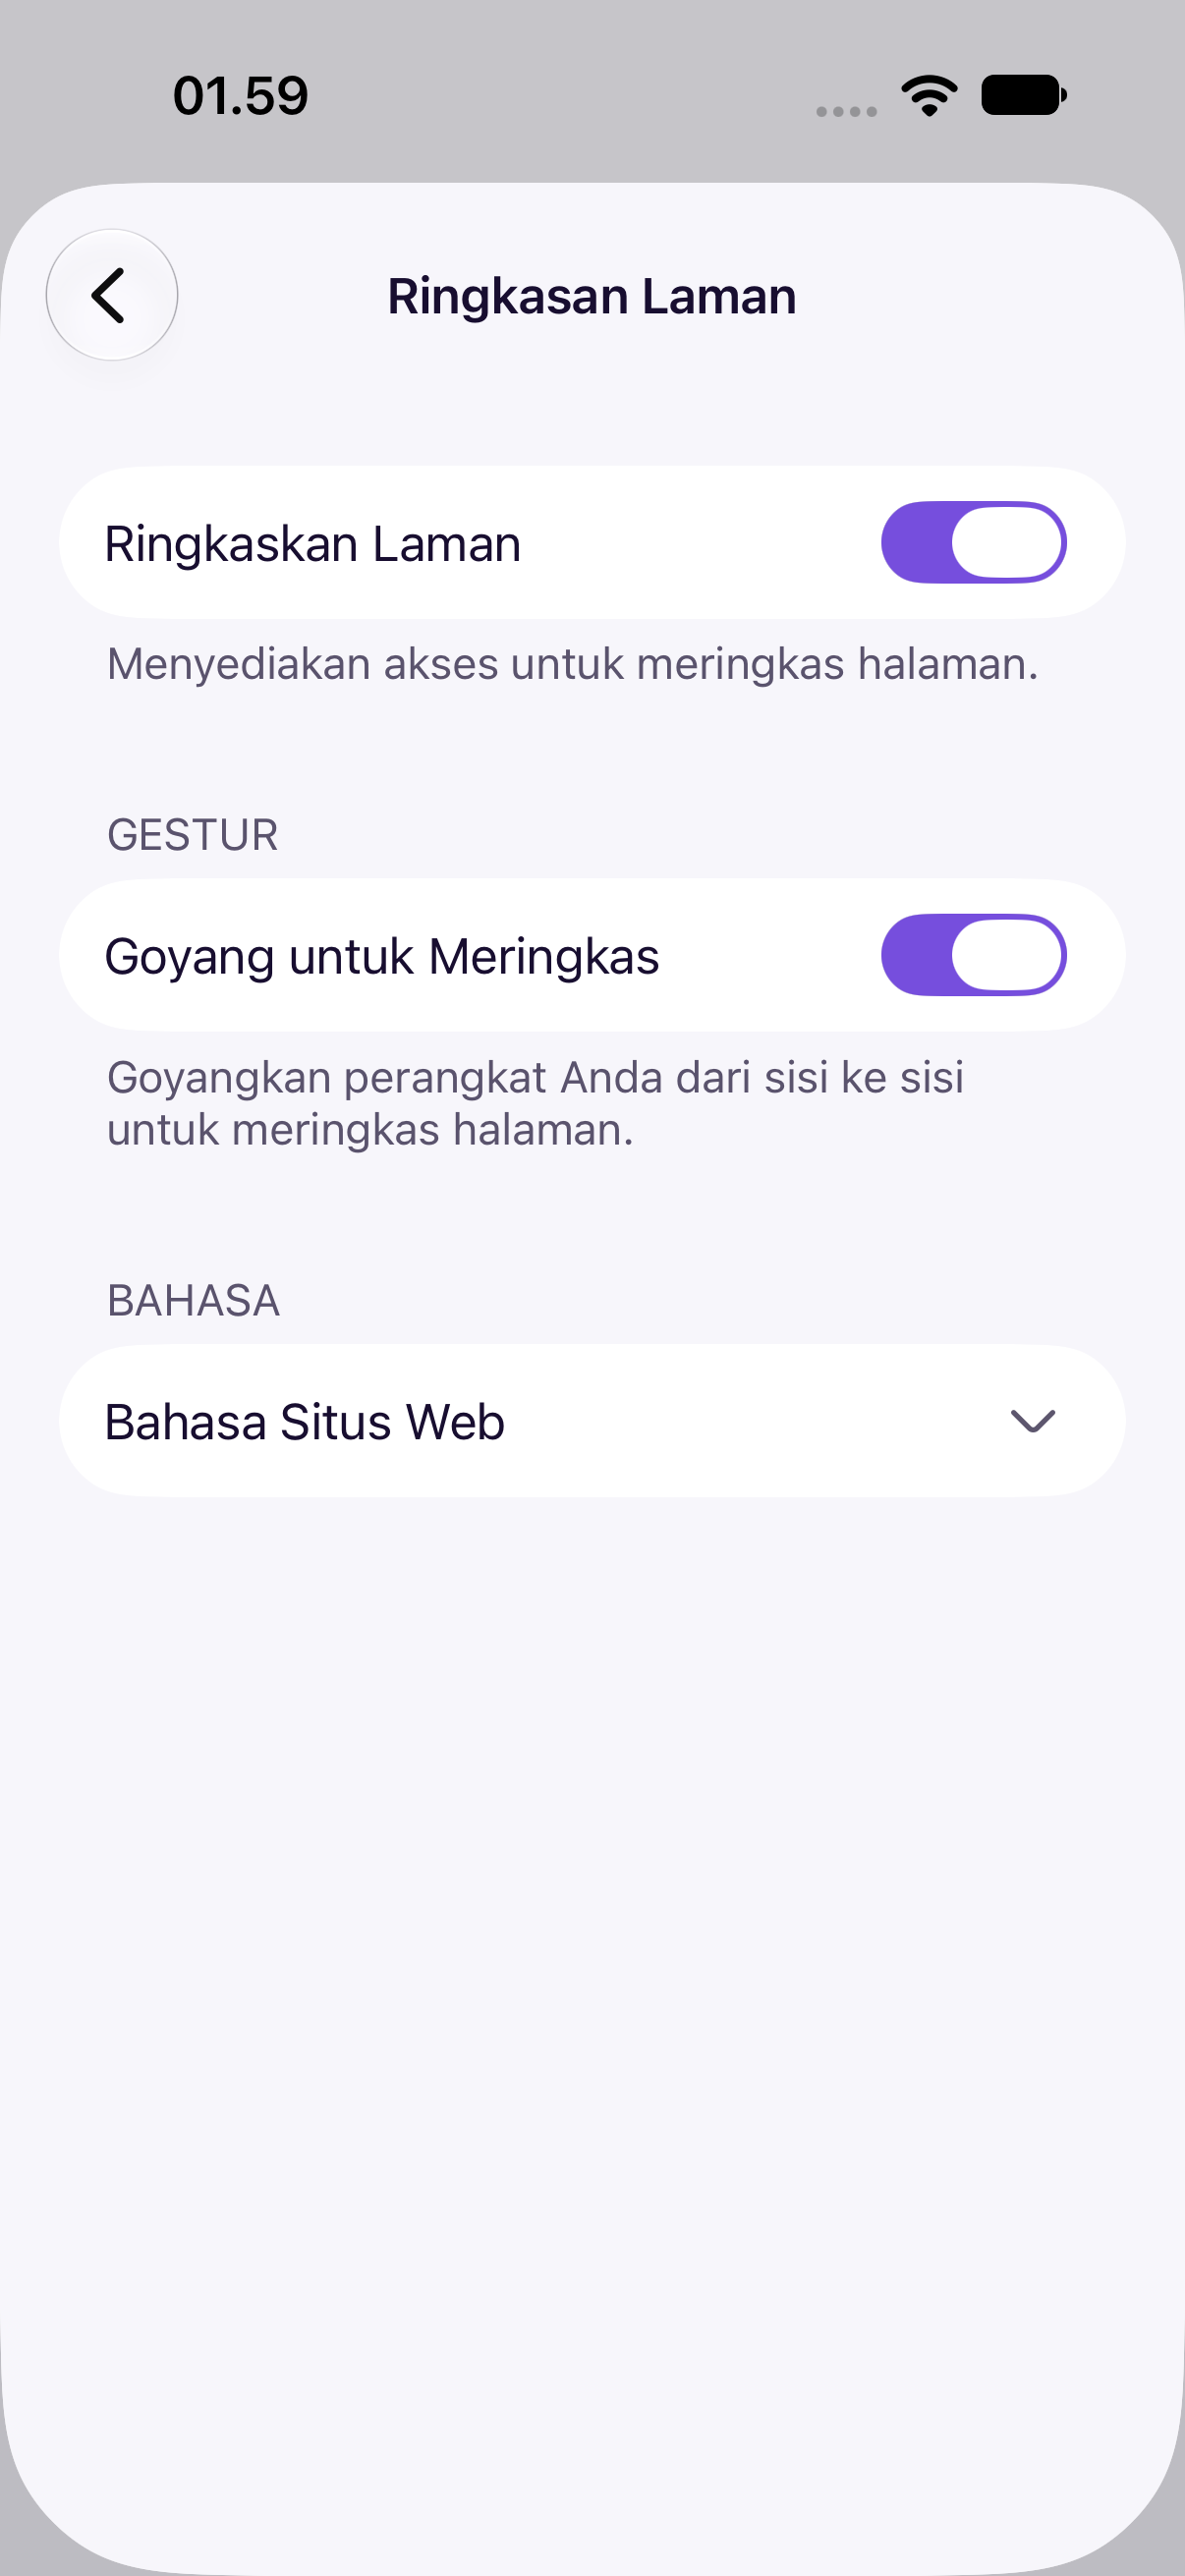 01.59
Ringkasan Laman
Ringkaskan Laman
Menyediakan akses untuk meringkas halaman.
GESTUR
Goyang untuk Meringkas
Goyangkan perangkat Anda dari sisi ke sisi
untuk meringkas halaman.
BAHASA
Bahasa Situs Web